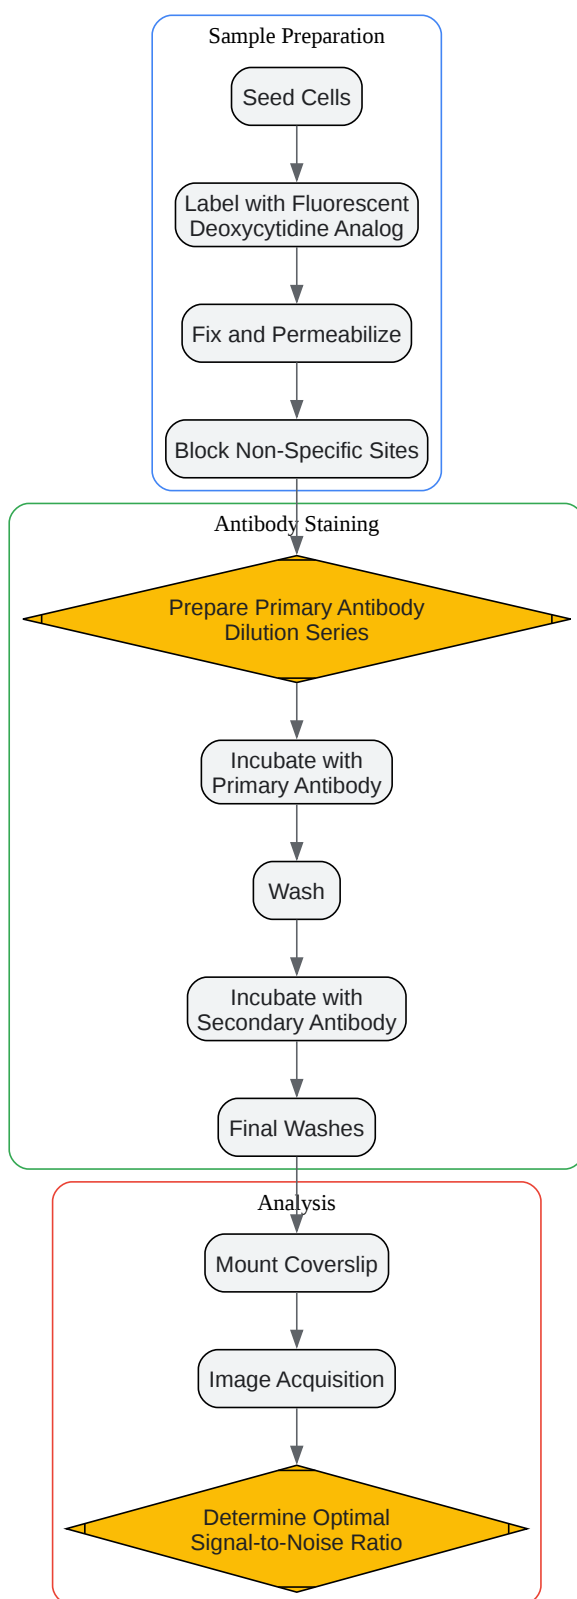 Sample Preparation
Seed Cells
Label with Fluorescent
Deoxycytidine Analog
Fix and Permeabilize
Block Non-Specific Sites
Antibody Staining
Prepare Primary Antibody
Dilution Series
Incubate with
Primary Antibody
Wash
Incubate with
Secondary Antibody
Final Washes
Analysis
Mount Coverslip
Image Acquisition
Determine Optimal
Signal-to-Noise Ratio